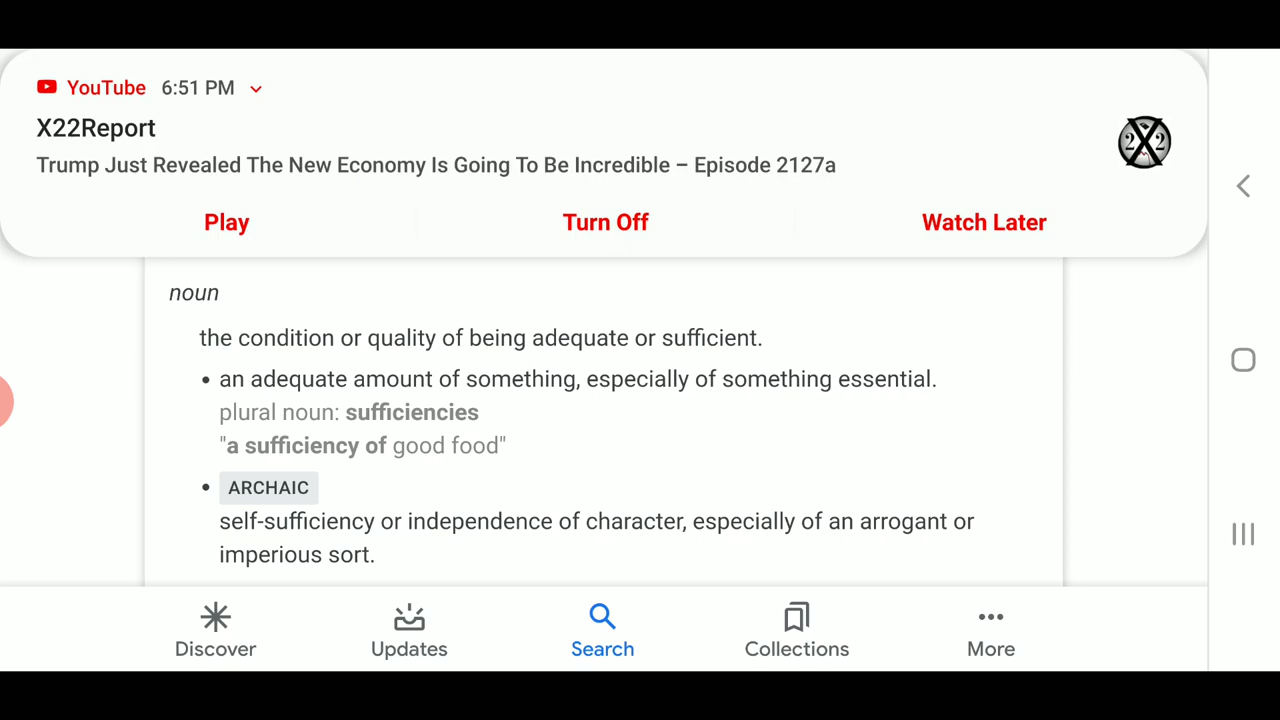 YouTube 6:51 PM
X22Report
Trump Just Revealed The New Economy Is Going To Be Incredible – Episode 2127a
X22
Play Turn Off Watch Later
noun
the condition or quality of being adequate or sufficient.
• an adequate amount of something, especially of something essential.
plural noun: sufficiencies
"a sufficiency of good food"
• ARCHAIC
self-sufficiency or independence of character, especially of an arrogant or
imperious sort.
Discover Updates Search Collections More